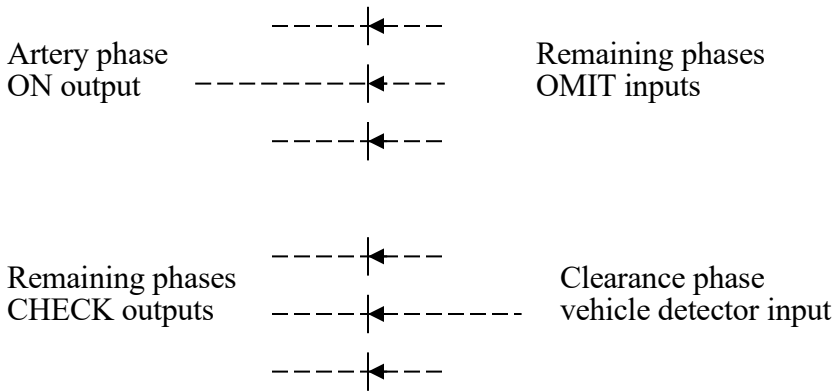 Artery phase
ON output
Remaining phases
OMIT inputs
Remaining phases
CHECK outputs
Clearance phase
vehicle detector input